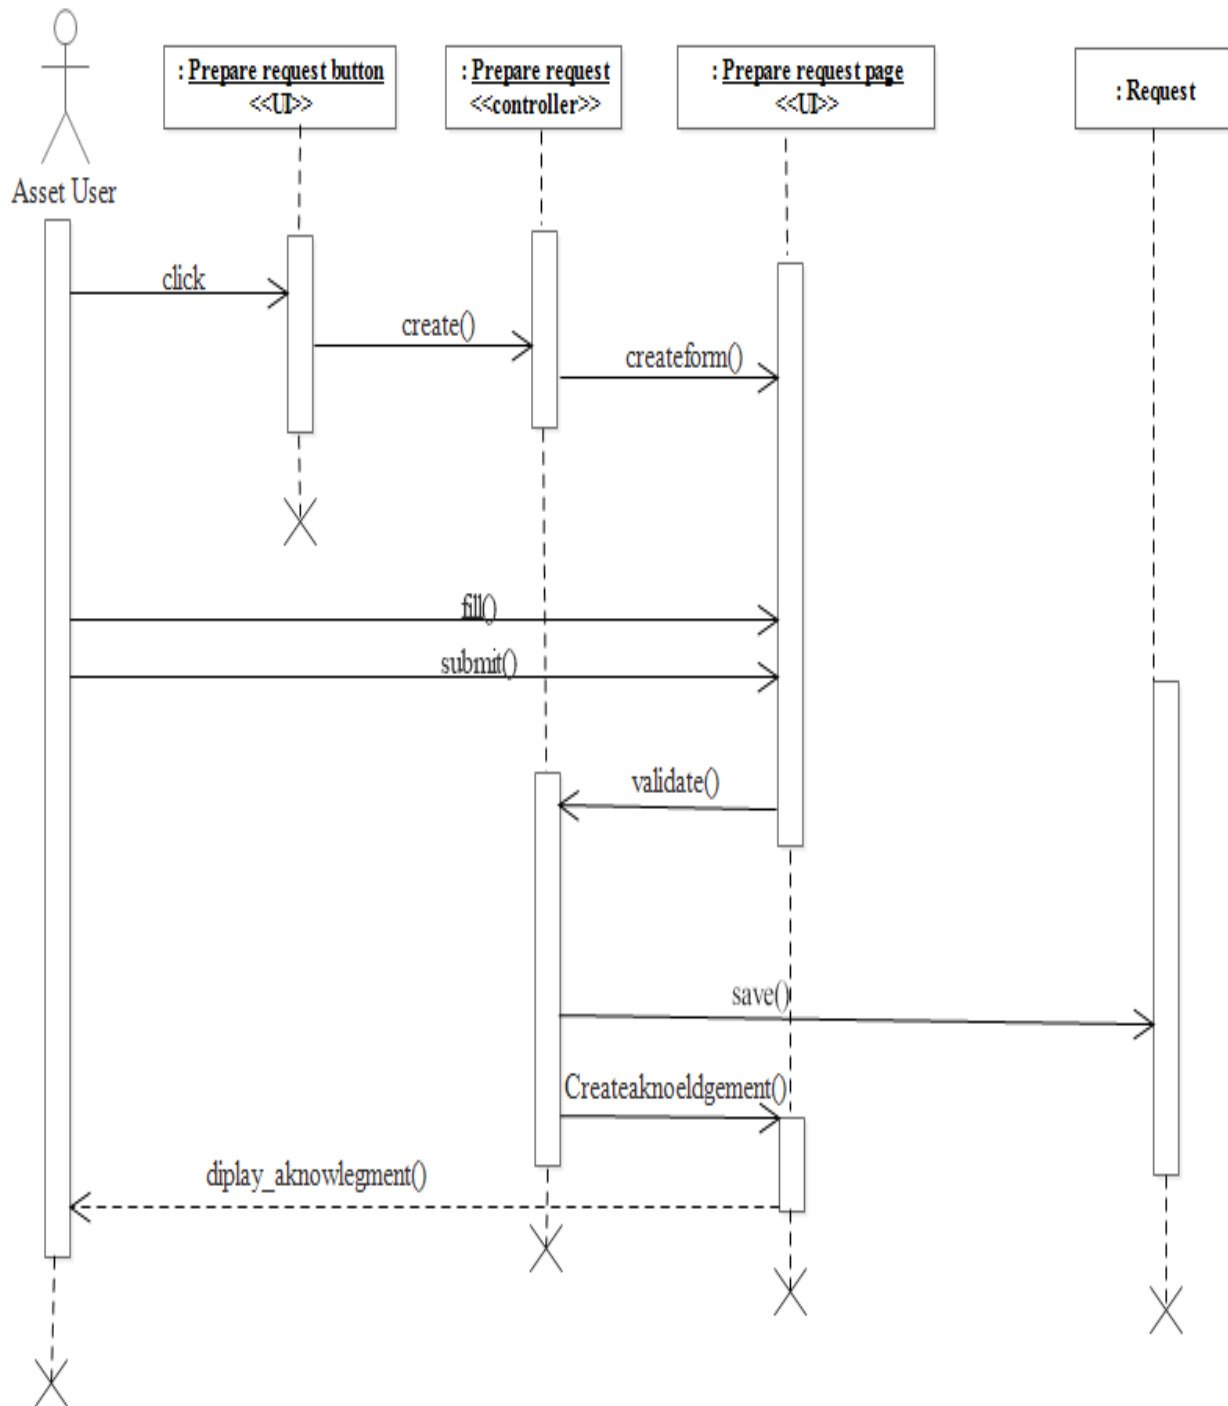 : Prepare request button
<<UI>>
: Prepare request
<<controller>>
: Prepare request page
<<UI>>
: Request
Asset User
click
create()
createform()
fill()
submit()
validate()
save()
Createaknoeldgement()
diplay_aknowlegment()